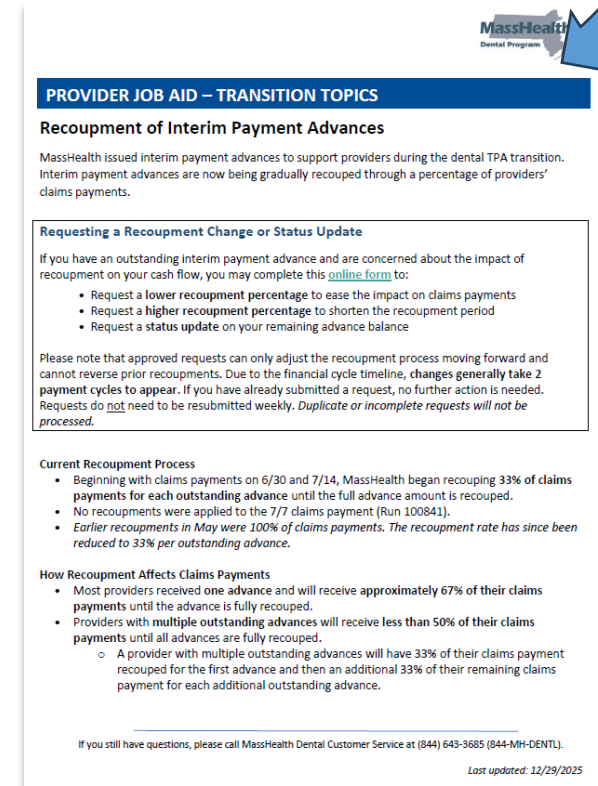 MassHealth
Dental Program
PROVIDER JOB AID – TRANSITION TOPICS
Recoupment of Interim Payment Advances
MassHealth issued interim payment advances to support providers during the dental TPA transition.
Interim payment advances are now being gradually recouped through a percentage of providers'
claims payments.
Requesting a Recoupment Change or Status Update
If you have an outstanding interim payment advance and are concerned about the impact of
recoupment on your cash flow, you may complete this online form to:
• Request a lower recoupment percentage to ease the impact on claims payments
• Request a higher recoupment percentage to shorten the recoupment period
• Request a status update on your remaining advance balance
Please note that approved requests can only adjust the recoupment process moving forward and
cannot reverse prior recoupments. Due to the financial cycle timeline, changes generally take 2
payment cycles to appear. If you have already submitted a request, no further action is needed.
Requests do not need to be resubmitted weekly. Duplicate or incomplete requests will not be
processed.
Current Recoupment Process
• Beginning with claims payments on 6/30 and 7/14, MassHealth began recouping 33% of claims
payments for each outstanding advance until the full advance amount is recouped.
• No recoupments were applied to the 7/7 claims payment (Run 100841).
• Earlier recoupments in May were 100% of claims payments. The recoupment rate has since been
reduced to 33% per outstanding advance.
How Recoupment Affects Claims Payments
• Most providers received one advance and will receive approximately 67% of their claims
payments until the advance is fully recouped.
• Providers with multiple outstanding advances will receive less than 50% of their claims
payments until all advances are fully recouped.
o A provider with multiple outstanding advances will have 33% of their claims payment
recouped for the first advance and then an additional 33% of their remaining claims
payment for each additional outstanding advance.
If you still have questions, please call MassHealth Dental Customer Service at (844) 643-3685 (844-MH-DENTL).
Last updated: 12/29/2025